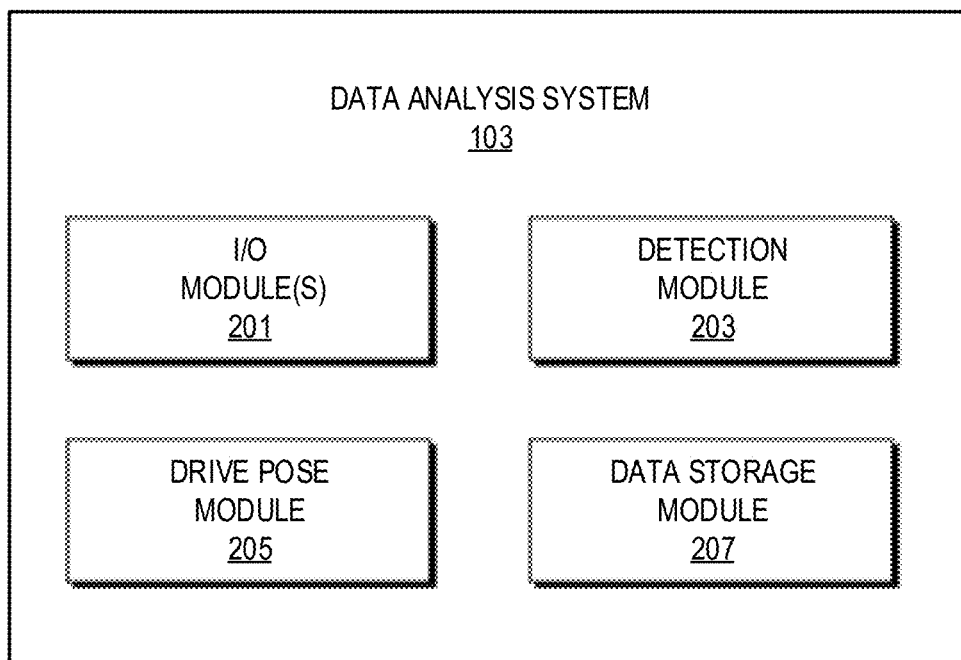 DATA ANALYSIS SYSTEM
103
I/O
MODULE(S)
201
DETECTION
MODULE
203
DRIVE POSE
MODULE
205
DATA STORAGE
MODULE
207